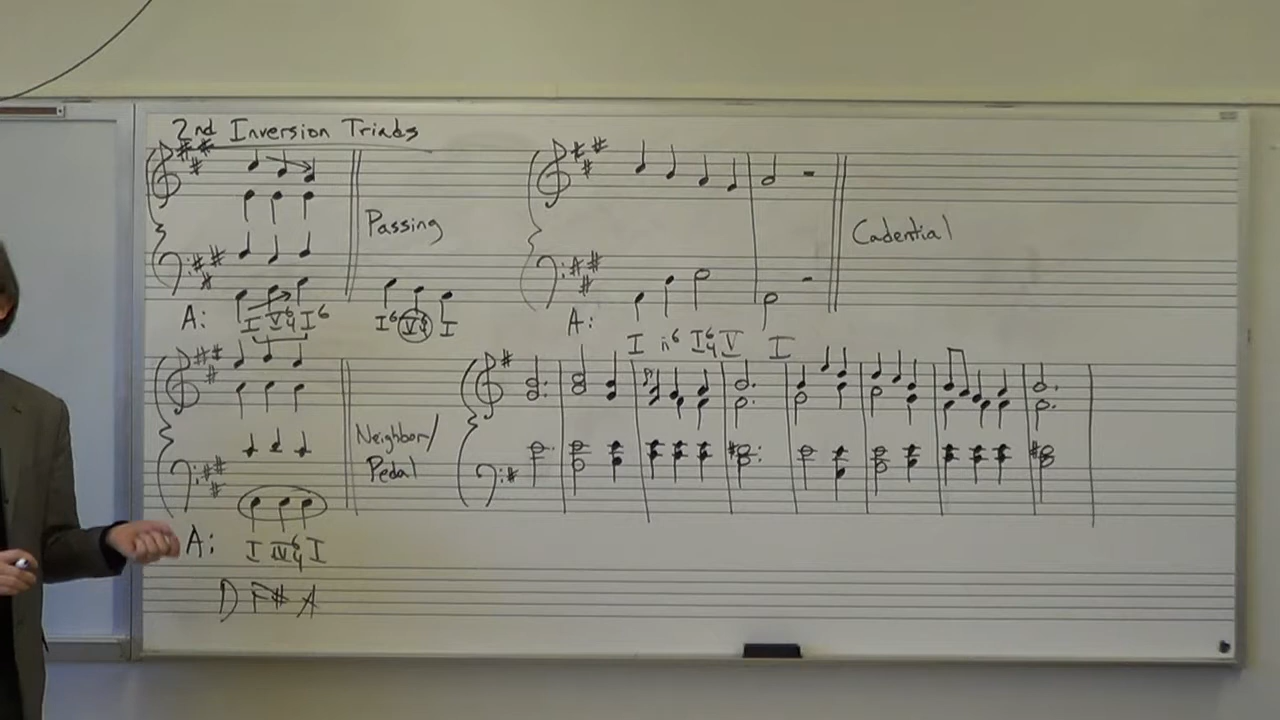 2nd Inversion Triads
Passing
A: I V6/4 I6
I6 V6/4 I
Cadential
A: I ii6 I6/4 V I
Neighbor/
Pedal
A: I IV6/4 I
D F# A